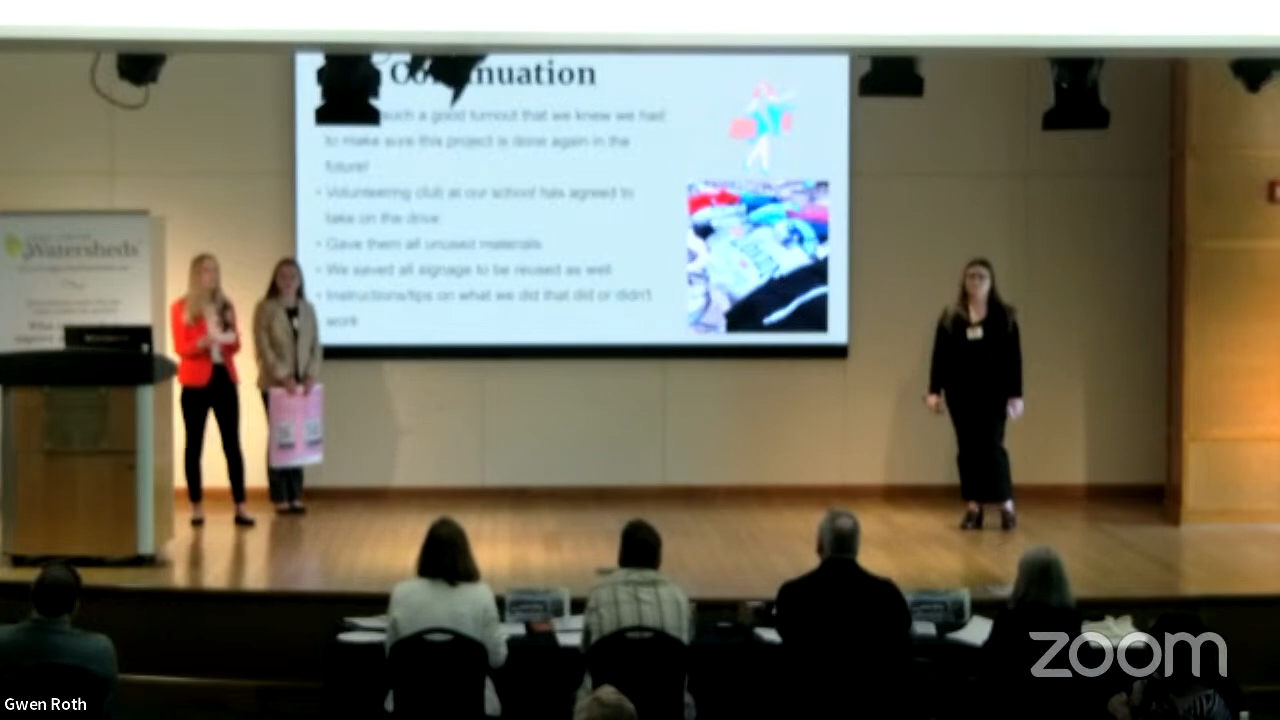 Co nuation
such a good turnout that we knew we had
to make sure this project is done again in the
future!
• Volunteering club at our school has agreed to
take on the drive
• Gave them all unused materials
• We saved all signage to be reused as well
• Instructions/tips on what we did that did or didn't
work
Watersheds
zoom
Gwen Roth